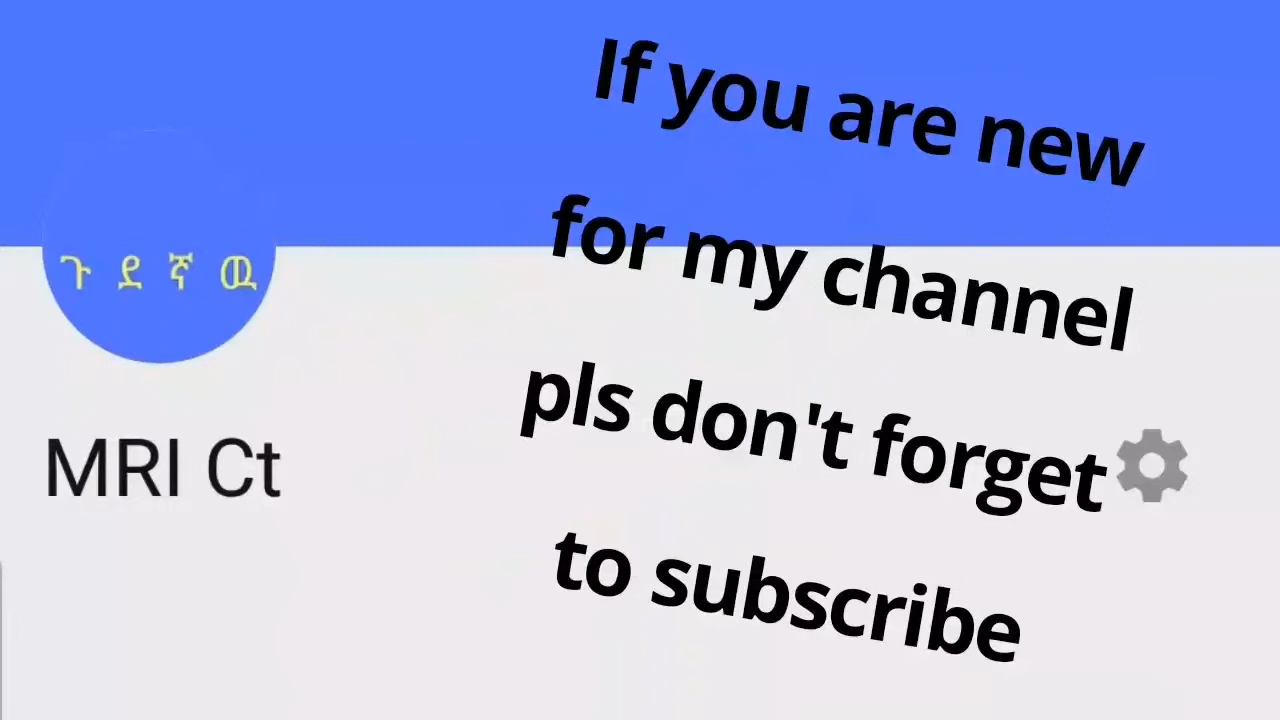 If you are new
for my channel
pls don't forget
to subscribe
ጉ ደ ኛ ዉ
MRI Ct